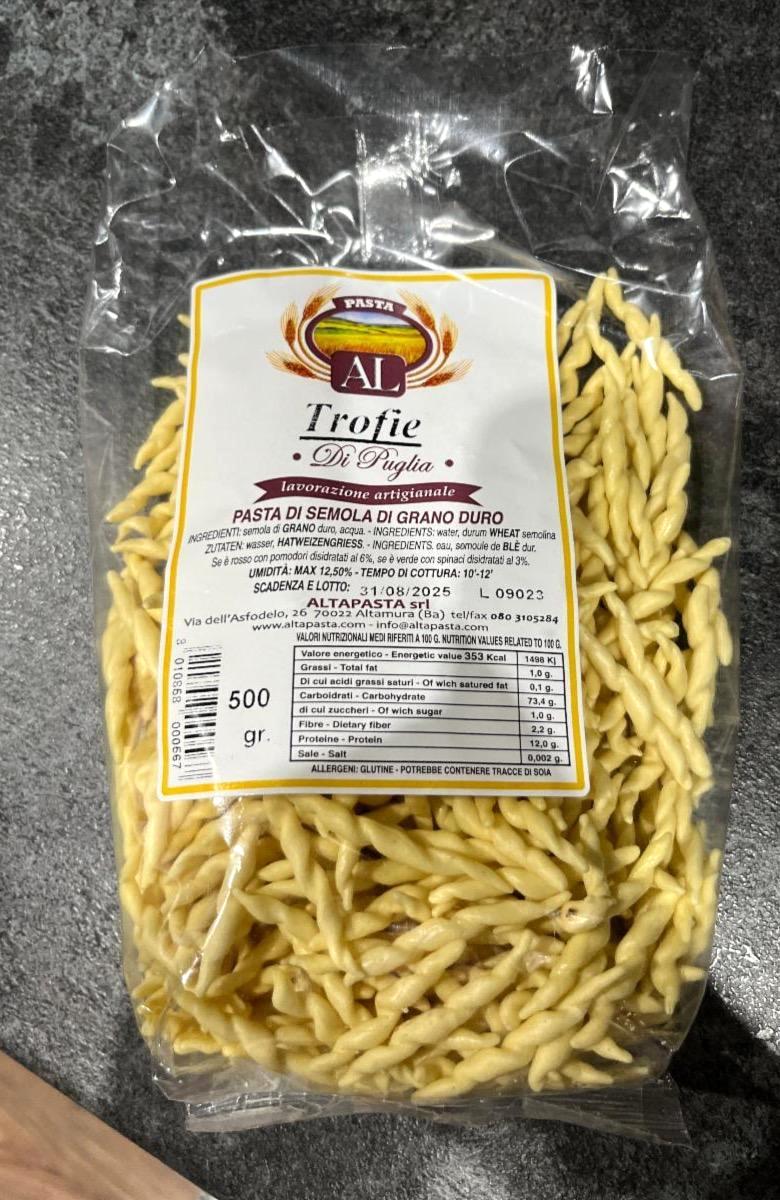 PASTA
AL
Trofie
• Di Puglia •
lavorazione artigianale
PASTA DI SEMOLA DI GRANO DURO
INGREDIENTI: semola di GRANO duro, acqua. - INGREDIENTS: water, durum WHEAT semolina
ZUTATEN: wasser, HATWEIZENGRIESS. - INGREDIENTS. eau, somoule de BLÈ dur.
Se è rosso con pomodori disidratati al 6%, se è verde con spinaci disidratati al 3%.
UMIDITÀ: MAX 12,50% - TEMPO DI COTTURA: 10'-12'
SCADENZA E LOTTO: 31/08/2025 L 09023
ALTAPASTA srl
Via dell'Asfodelo, 26 70022 Altamura (Ba) tel/fax 080 3105284
www.altapasta.com - info@altapasta.com
VALORI NUTRIZIONALI MEDI RIFERITI A 100 G. NUTRITION VALUES RELATED TO 100 G.
Valore energetico - Energetic value 353 Kcal 1498 Kj
Grassi - Total fat 1,0 g.
Di cui acidi grassi saturi - Of wich satured fat 0,1 g.
Carboidrati - Carbohydrate 73,4 g.
di cui zuccheri - Of wich sugar 1,0 g.
Fibre - Dietary fiber 2,2 g.
Proteine - Protein 12,0 g.
Sale - Salt 0,002 g.
ALLERGENI: GLUTINE - POTREBBE CONTENERE TRACCE DI SOIA
500
gr.
010868 000667